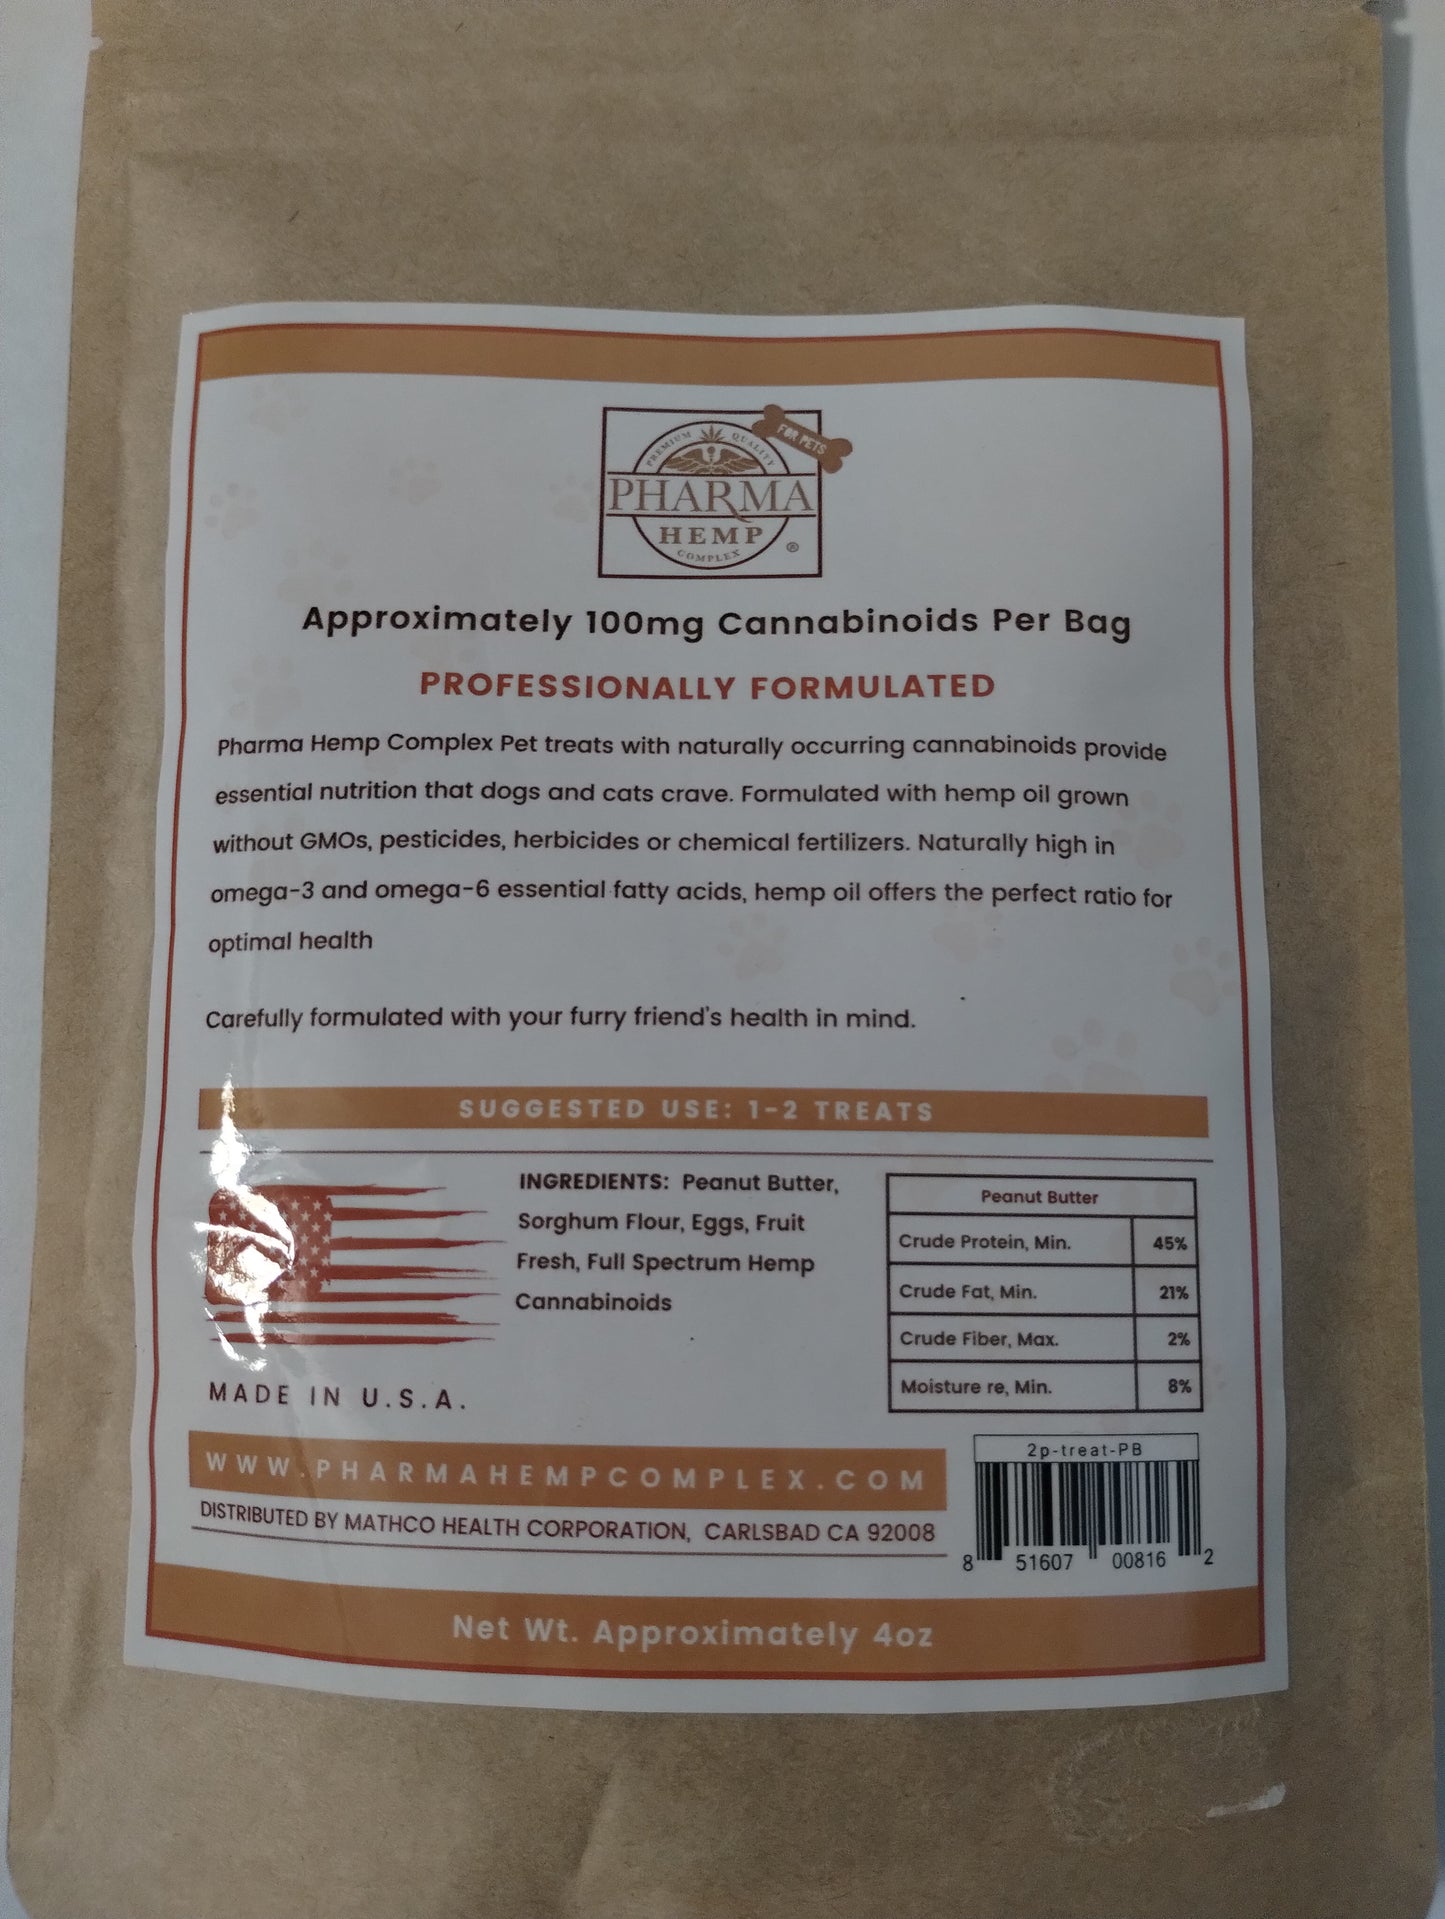 FOR PETS
PREMIUM QUALITY
PHARMA
HEMP
COMPLEX
®
Approximately 100mg Cannabinoids Per Bag
PROFESSIONALLY FORMULATED
Pharma Hemp Complex Pet treats with naturally occurring cannabinoids provide
essential nutrition that dogs and cats crave. Formulated with hemp oil grown
without GMOs, pesticides, herbicides or chemical fertilizers. Naturally high in
omega-3 and omega-6 essential fatty acids, hemp oil offers the perfect ratio for
optimal health
Carefully formulated with your furry friend's health in mind.
SUGGESTED USE: 1-2 TREATS
INGREDIENTS: Peanut Butter,
Sorghum Flour, Eggs, Fruit
Fresh, Full Spectrum Hemp
Cannabinoids
MADE IN U.S.A.
Peanut Butter
Crude Protein, Min. 45%
Crude Fat, Min. 21%
Crude Fiber, Max. 2%
Moisture re, Min. 8%
WWW.PHARMAHEMPCOMPLEX.COM
DISTRIBUTED BY MATHCO HEALTH CORPORATION, CARLSBAD CA 92008
2p-treat-PB
8 51607 00816 2
Net Wt. Approximately 4oz